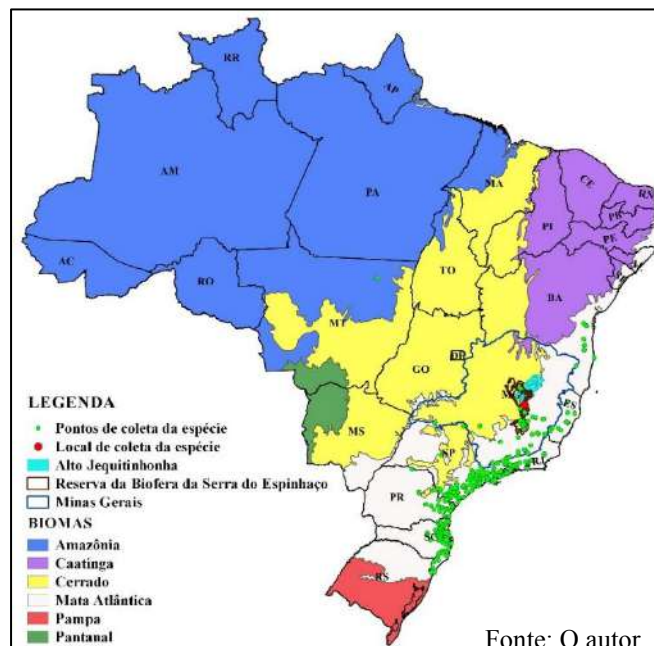 RR
AP
AM
PA
MA
CE
RN
PB
PI
PE
AC
TO
RO
BA
MT
DF
GO
ES
MS
SP
RJ
PR
SC
RS
LEGENDA
Pontos de coleta da espécie
Local de coleta da espécie
Alto Jequitinhonha
Reserva da Biofera da Serra do Espinhaço
Minas Gerais
BIOMAS
Amazônia
Caatinga
Cerrado
Mata Atlântica
Pampa
Pantanal
Fonte: O autor